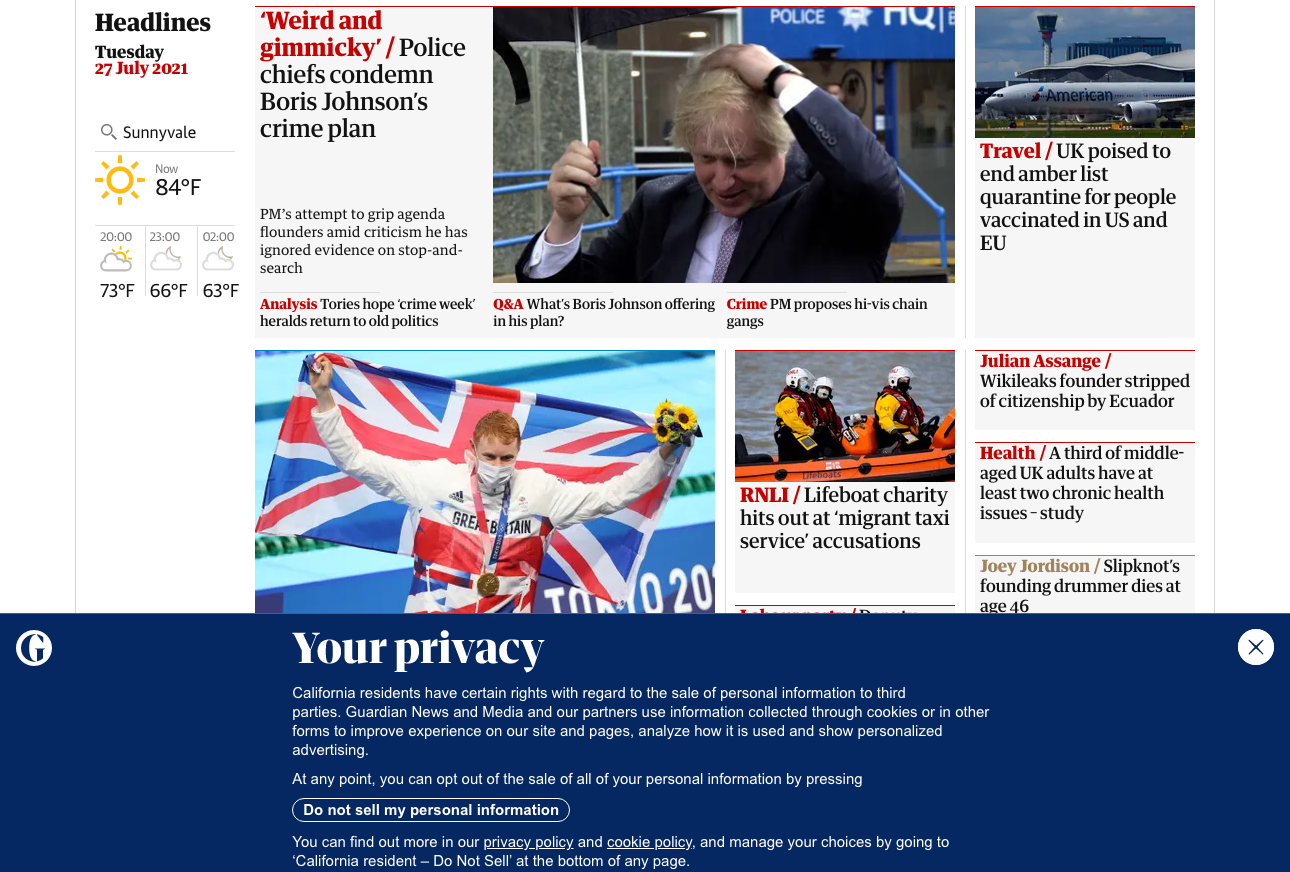 Headlines
Tuesday
27 July 2021
Sunnyvale
Now
84°F
20:00
23:00
02:00
73°F
66°F
63°F
‘Weird and
gimmicky’ / Police
chiefs condemn
Boris Johnson’s
crime plan
PM’s attempt to grip agenda
flounders amid criticism he has
ignored evidence on stop-and-
search
POLICE HQ
Analysis Tories hope ‘crime week’
heralds return to old politics
Q&A What’s Boris Johnson offering
in his plan?
Crime PM proposes hi-vis chain
gangs
American
Travel / UK poised to
end amber list
quarantine for people
vaccinated in US and
EU
GREAT BRITAIN
TOKYO 202
RNLI
Lifeboats
RNLI / Lifeboat charity
hits out at ‘migrant taxi
service’ accusations
Julian Assange /
Wikileaks founder stripped
of citizenship by Ecuador
Health / A third of middle-
aged UK adults have at
least two chronic health
issues – study
Joey Jordison / Slipknot’s
founding drummer dies at
age 46
Your privacy
California residents have certain rights with regard to the sale of personal information to third
parties. Guardian News and Media and our partners use information collected through cookies or in other
forms to improve experience on our site and pages, analyze how it is used and show personalized
advertising.
At any point, you can opt out of the sale of all of your personal information by pressing
Do not sell my personal information
You can find out more in our privacy policy and cookie policy, and manage your choices by going to
‘California resident – Do Not Sell’ at the bottom of any page.